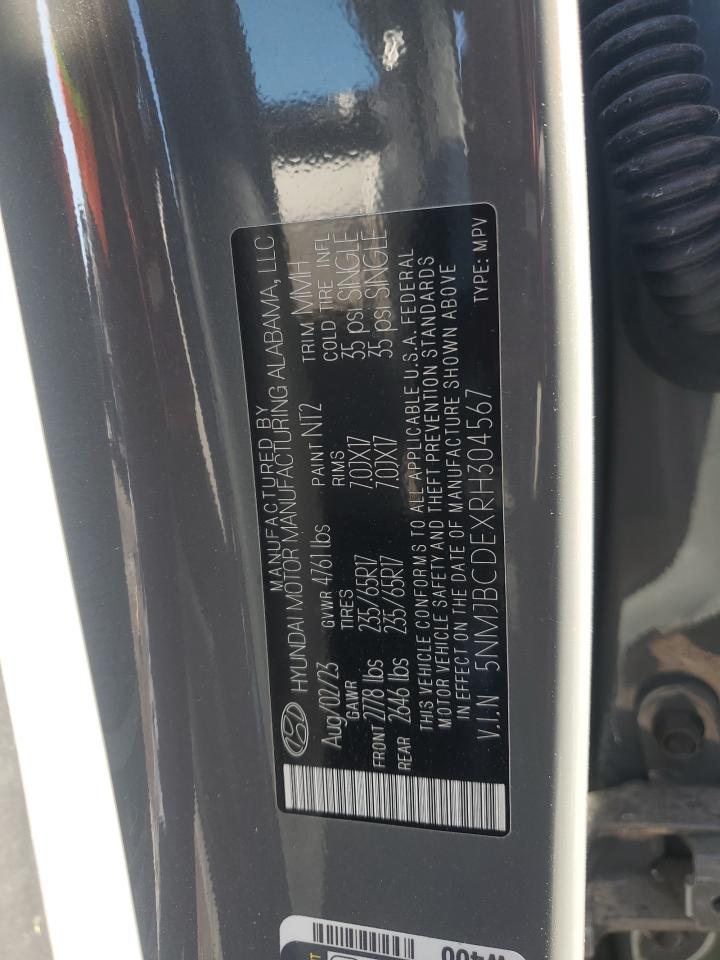 MANUFACTURED BY
HYUNDAI MOTOR MANUFACTURING ALABAMA, LLC
Aug/02/23 GVWR 4761 lbs PAINT NT2 TRIM MMH
GAWR TIRES RIMS COLD TIRE INFL
FRONT 2778 lbs 235/65R17 7.0JX17 35 psi SINGLE
REAR 2646 lbs 235/65R17 7.0JX17 35 psi SINGLE
THIS VEHICLE CONFORMS TO ALL APPLICABLE U.S.A. FEDERAL
MOTOR VEHICLE SAFETY AND THEFT PREVENTION STANDARDS
IN EFFECT ON THE DATE OF MANUFACTURE SHOWN ABOVE
V.I.N 5NMJBCDEXRH304567 TYPE: MPV